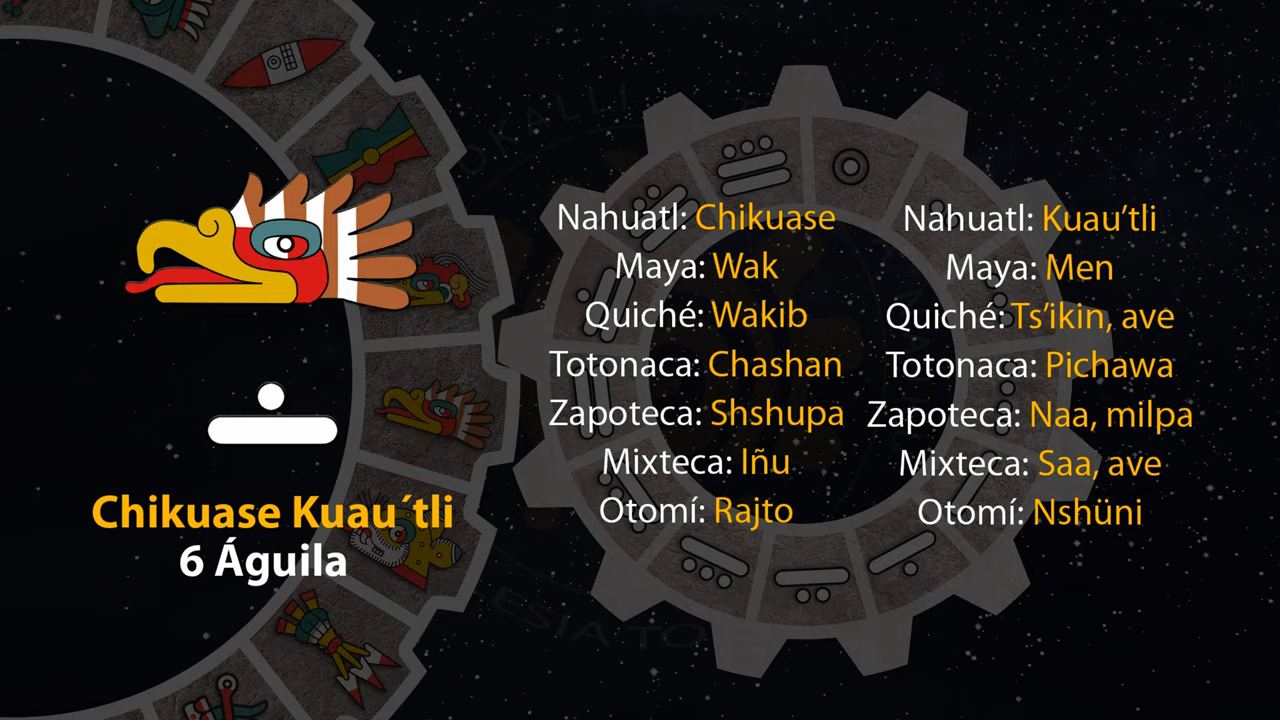 Nahuatl: Chikuase
Maya: Wak
Quiché: Wakib
Totonaca: Chashan
Zapoteca: Shshupa
Mixteca: Iñu
Otomí: Rajto
Nahuatl: Kuau’tli
Maya: Men
Quiché: Ts’ikin, ave
Totonaca: Pichawa
Zapoteca: Naa, milpa
Mixteca: Saa, ave
Otomí: Nshüni
Chikuase Kuau´tli
6 Águila